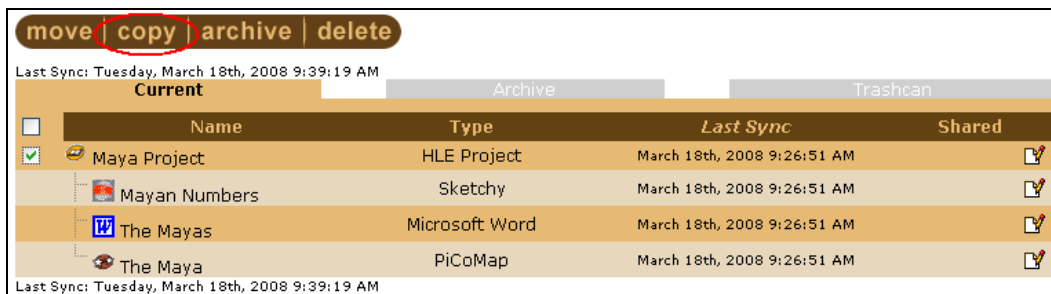 move | copy | archive | delete
Last Sync: Tuesday, March 18th, 2008 9:39:19 AM
Current Archive Trashcan
Name Type Last Sync Shared
Maya Project HLE Project March 18th, 2008 9:26:51 AM
Mayan Numbers Sketchy March 18th, 2008 9:26:51 AM
The Mayas Microsoft Word March 18th, 2008 9:26:51 AM
The Maya PiCoMap March 18th, 2008 9:26:51 AM
Last Sync: Tuesday, March 18th, 2008 9:39:19 AM